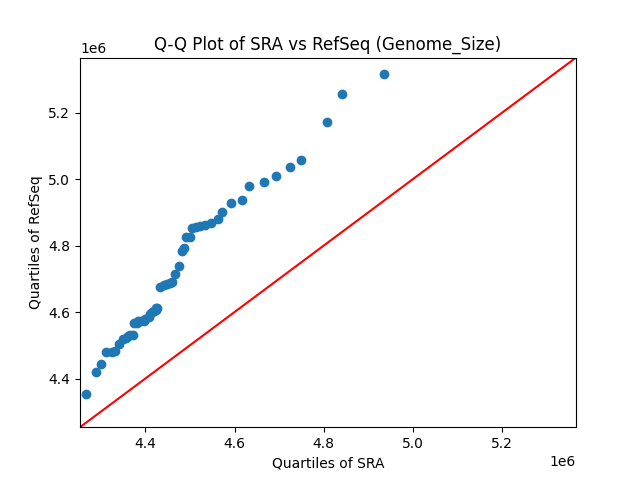 Q-Q Plot of SRA vs RefSeq (Genome_Size)
1e6
5.2
5.0
4.8
4.6
4.4
Quartiles of RefSeq
4.4 4.6 4.8 5.0 5.2
Quartiles of SRA
1e6